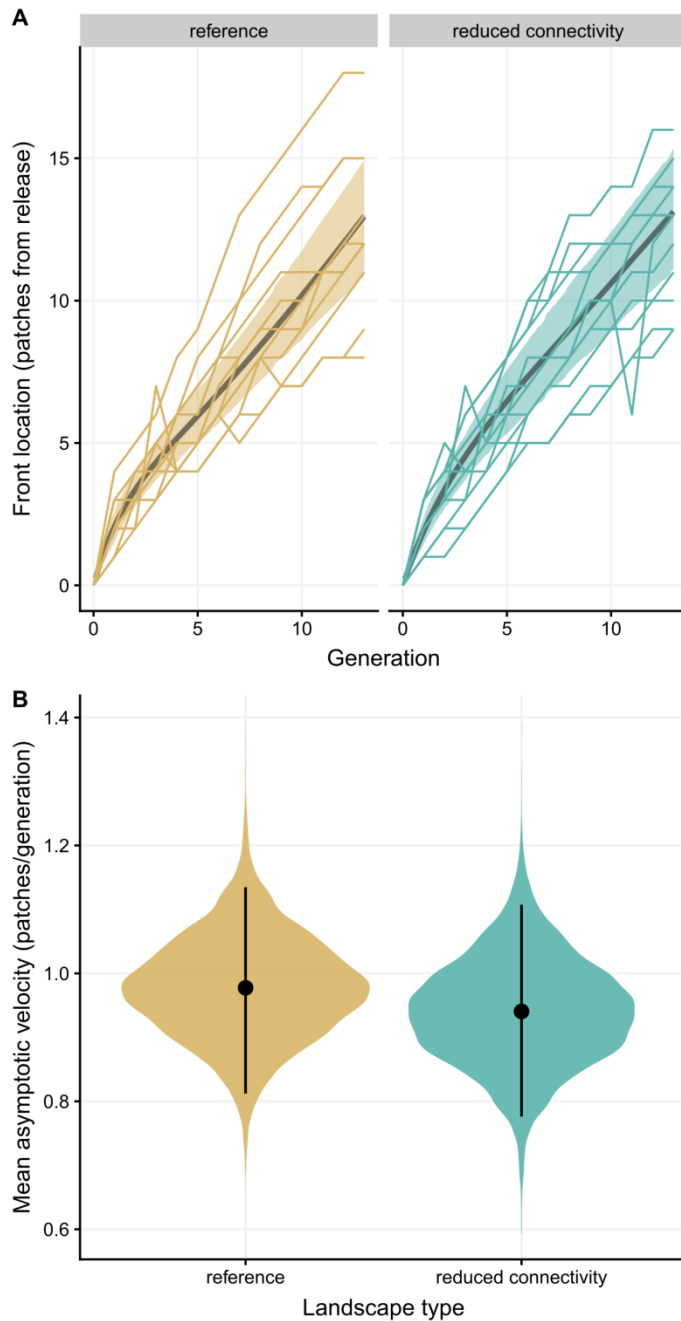 A
reference
reduced connectivity
Front location (patches from release)
15
10
5
0
0
5
10
0
5
10
Generation
B
Mean asymptotic velocity (patches/generation)
1.4
1.2
1.0
0.8
0.6
reference
reduced connectivity
Landscape type